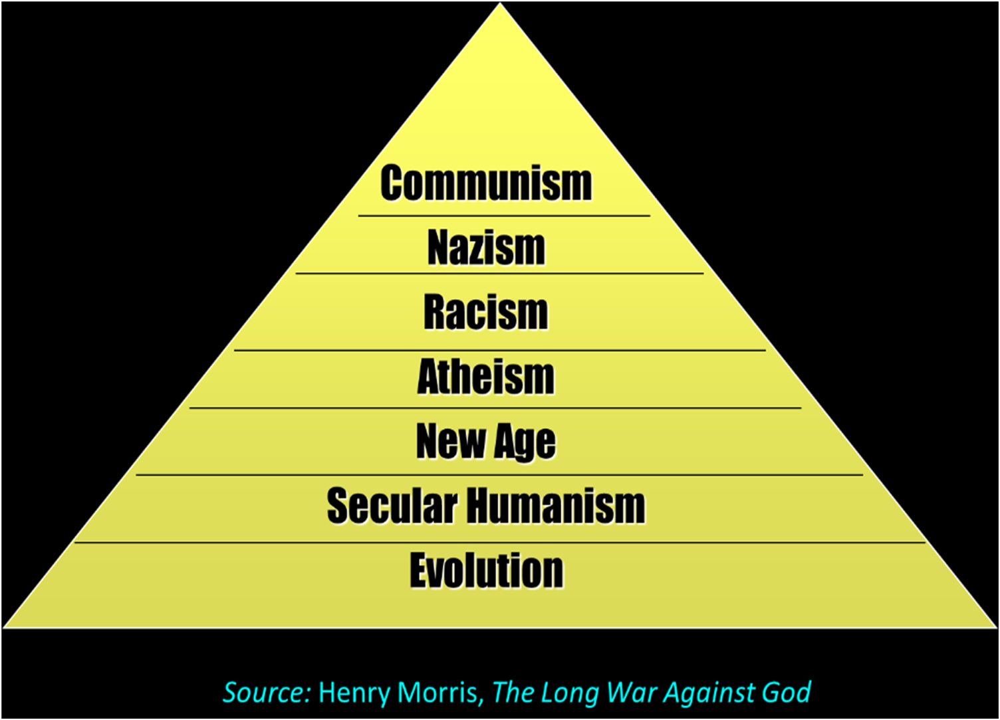 Communism
Nazism
Racism
Atheism
New Age
Secular Humanism
Evolution
Source: Henry Morris, The Long War Against God